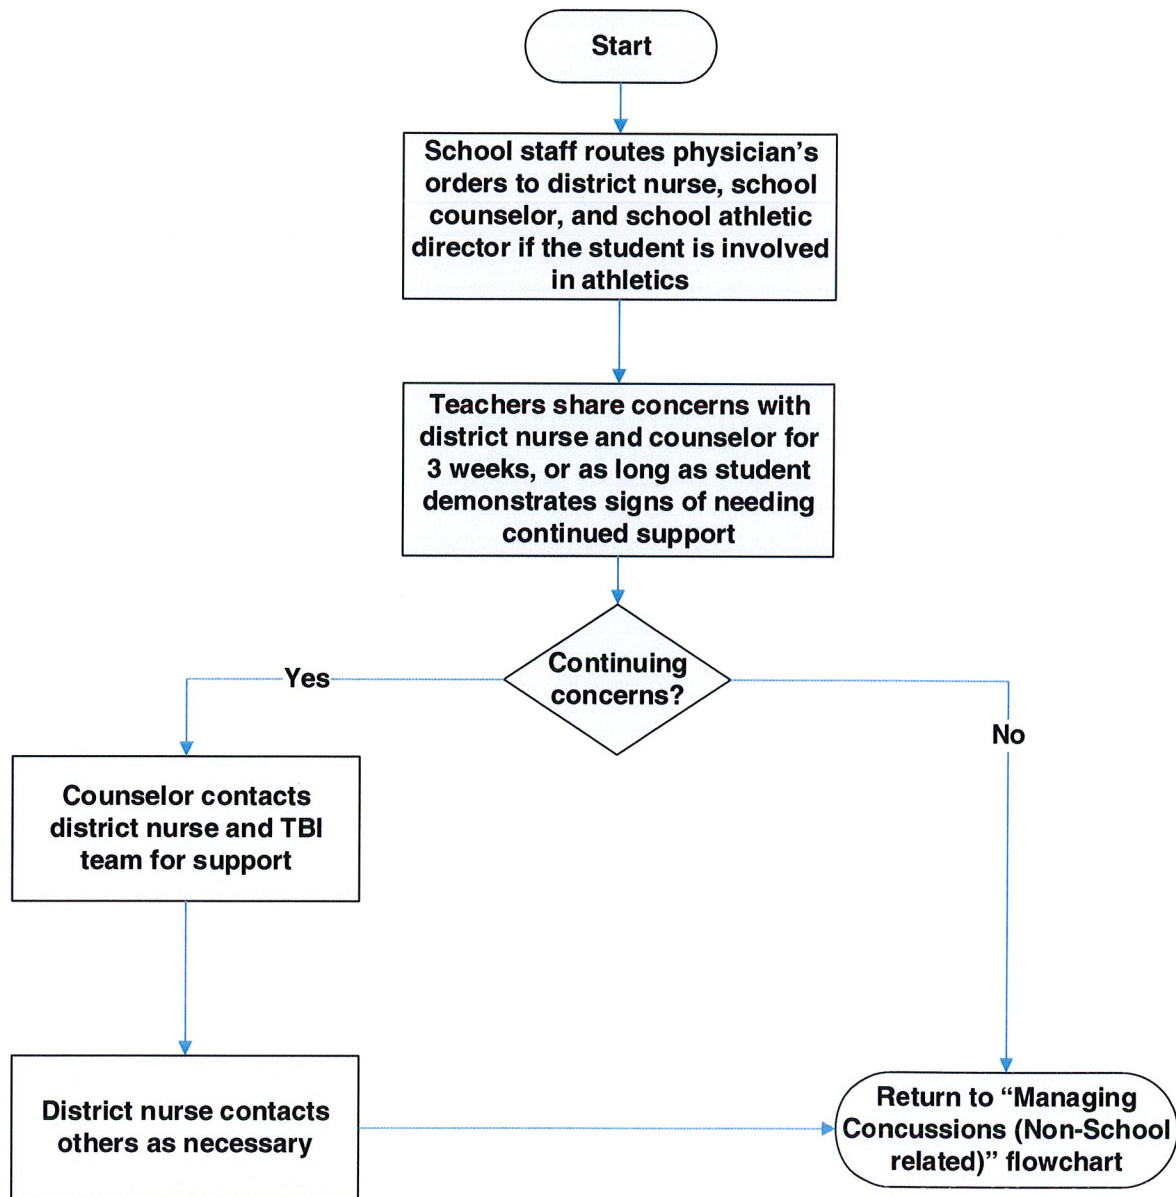 Start
School staff routes physician's
orders to district nurse, school
counselor, and school athletic
director if the student is involved
in athletics
Teachers share concerns with
district nurse and counselor for
3 weeks, or as long as student
demonstrates signs of needing
continued support
Continuing
concerns?
Yes
No
Counselor contacts
district nurse and TBI
team for support
District nurse contacts
others as necessary
Return to “Managing
Concussions (Non-School
related)” flowchart